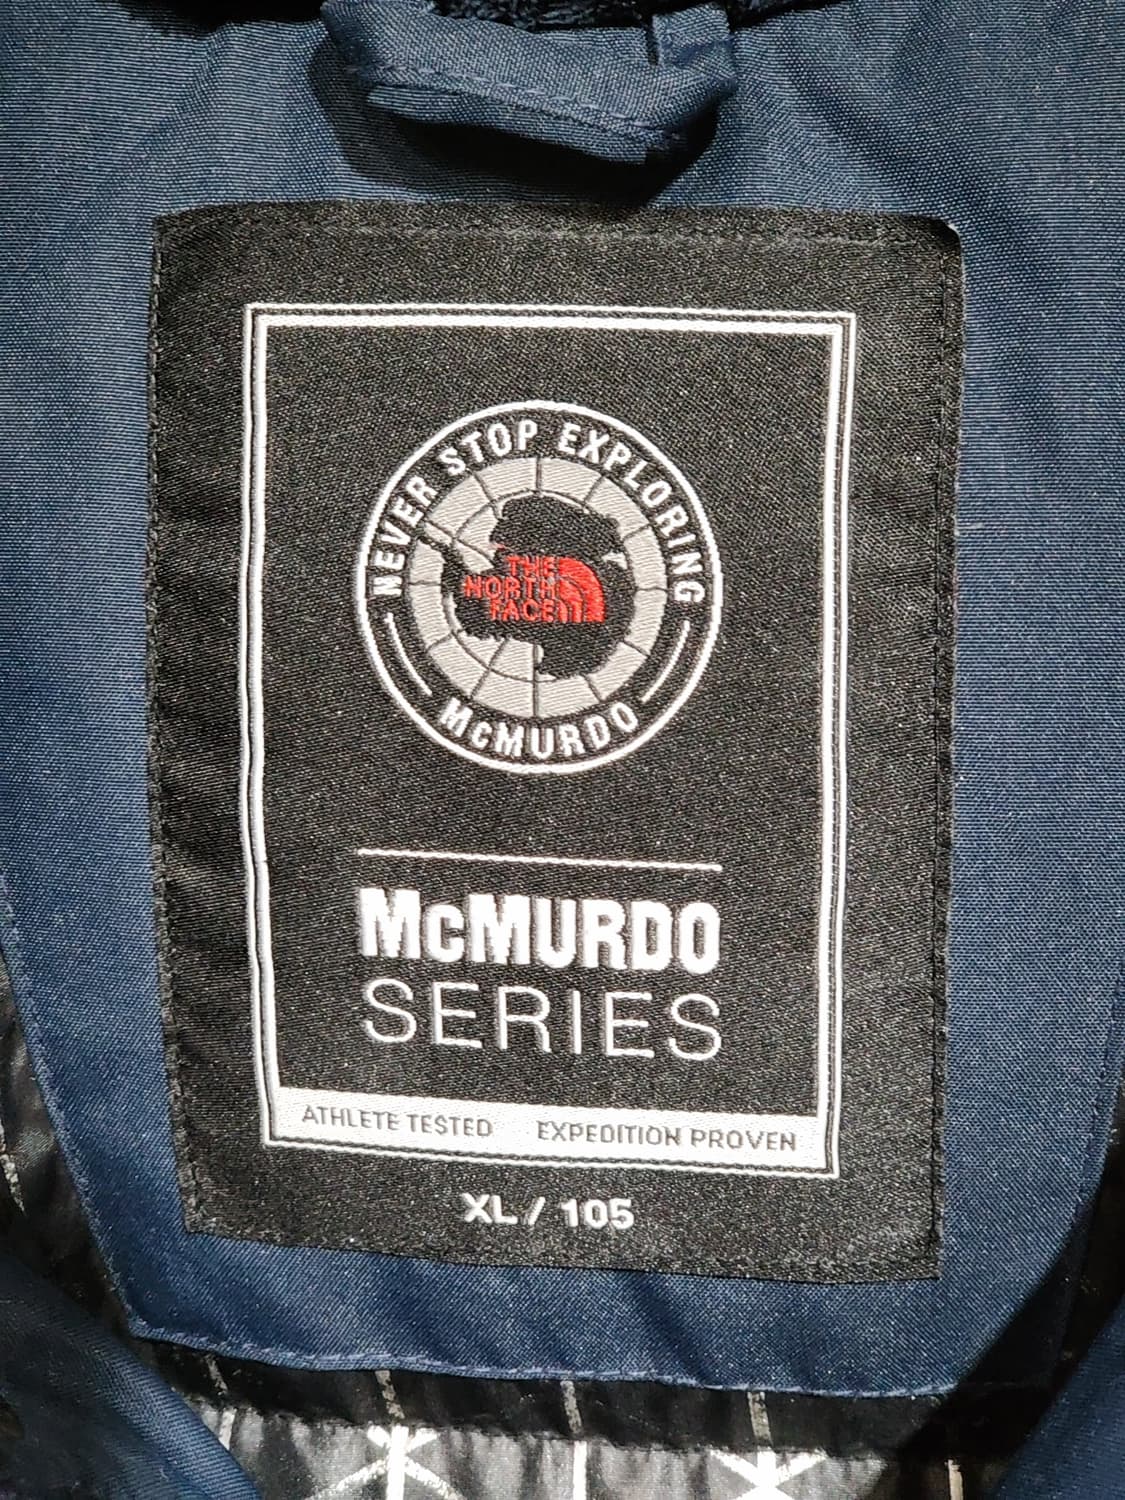 NEVER STOP EXPLORING
THE
NORTH
FACE
McMURDO
McMURDO
SERIES
ATHLETE TESTED EXPEDITION PROVEN
XL / 105